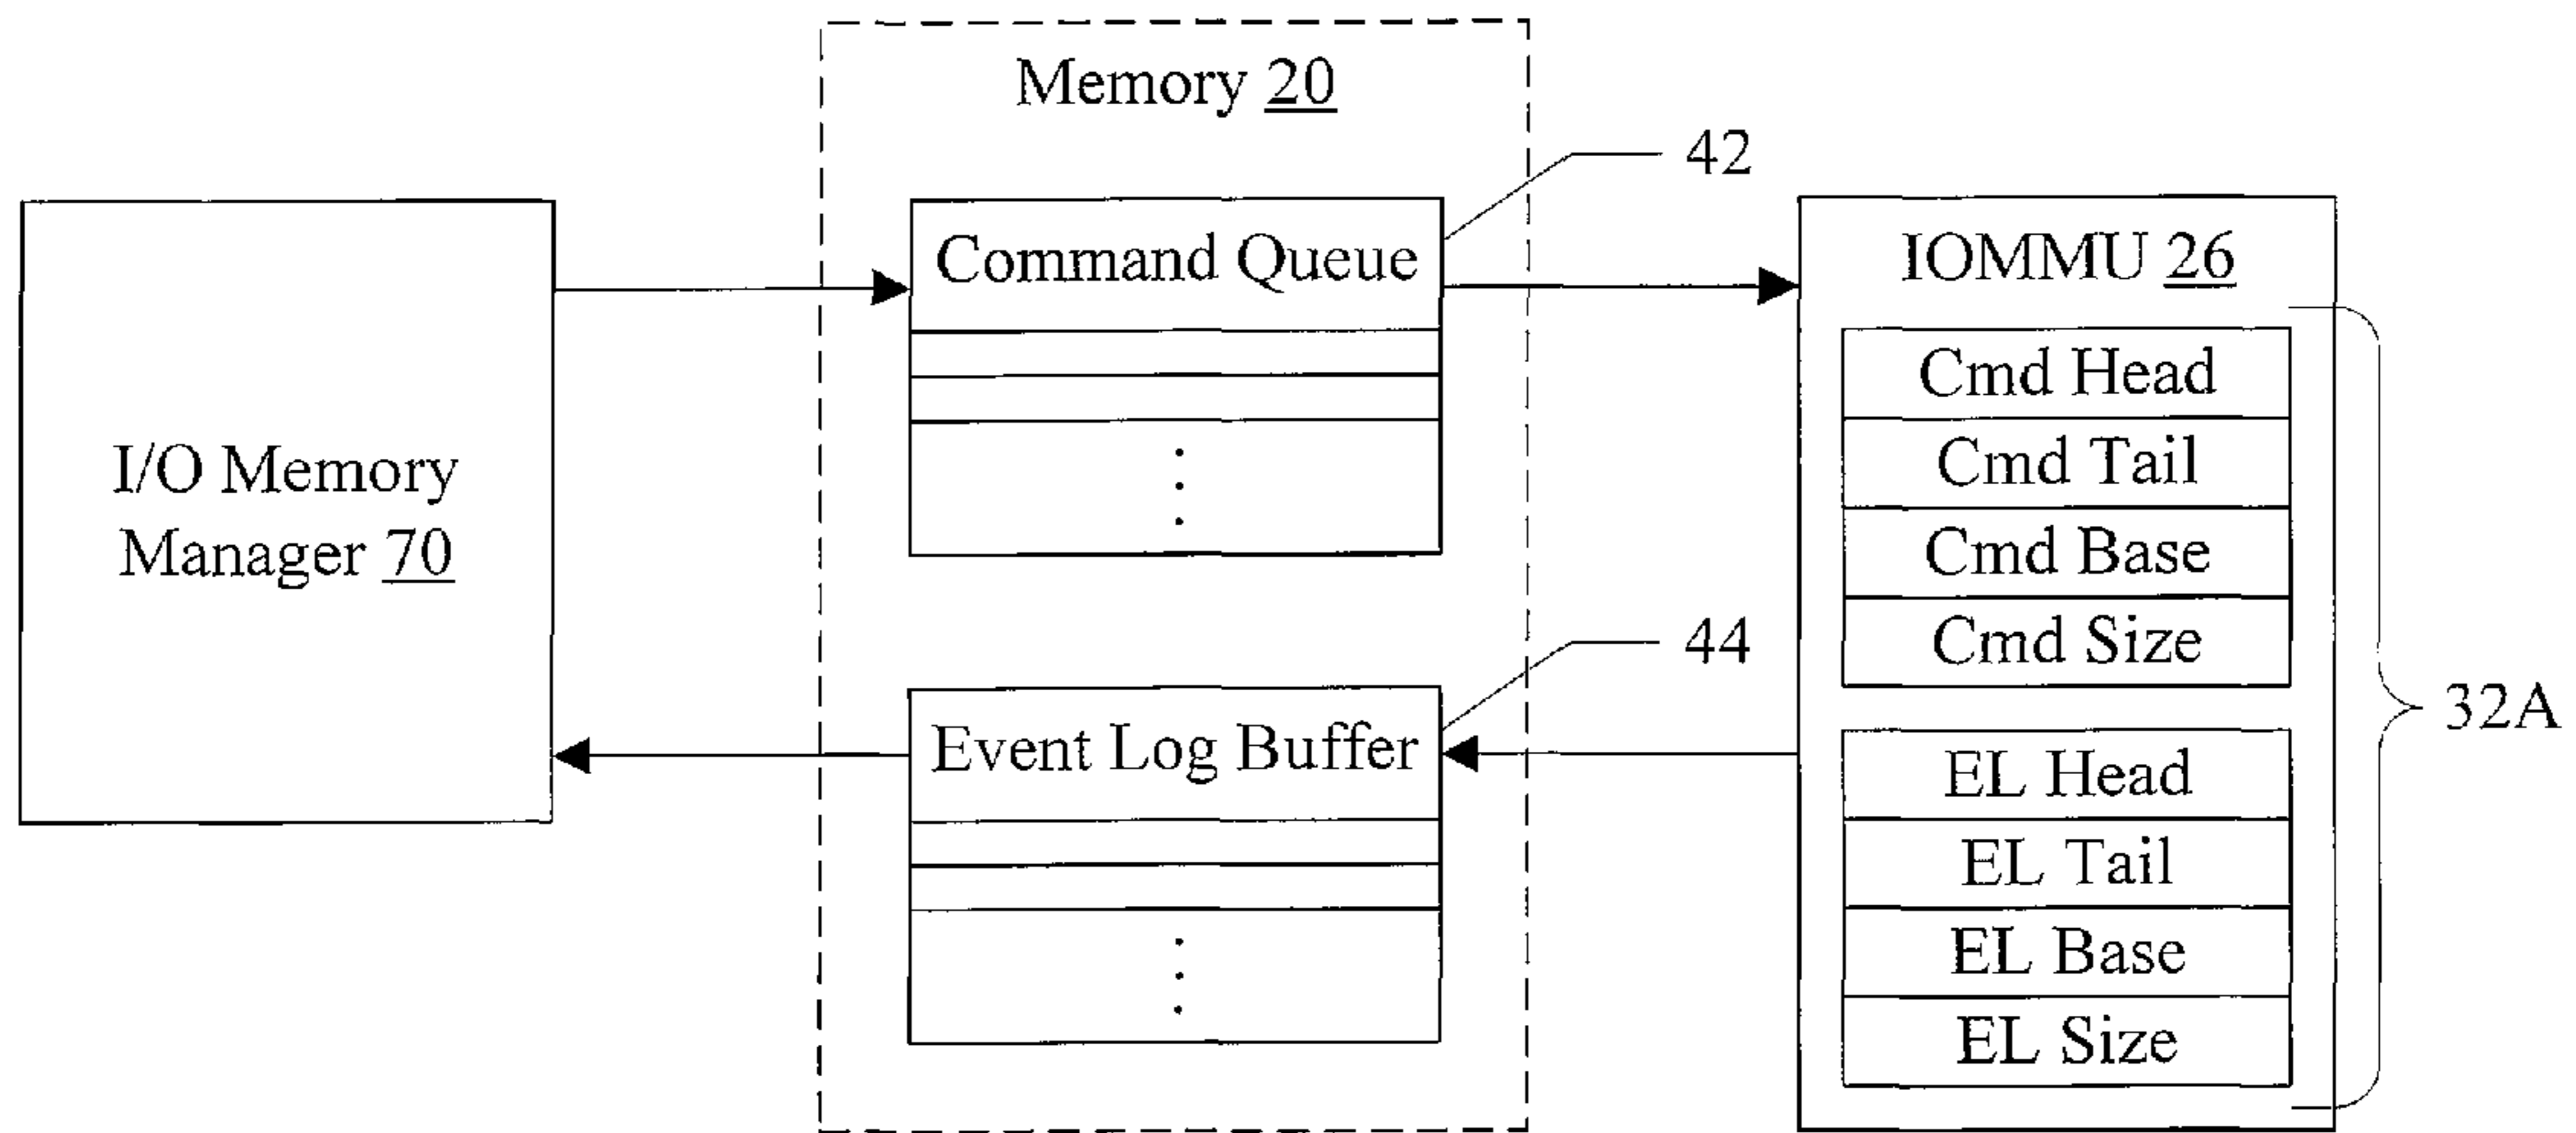 Memory 20
42
Command Queue
IOMMU 26
Cmd Head
Cmd Tail
Cmd Base
Cmd Size
I/O Memory
Manager 70
44
Event Log Buffer
EL Head
EL Tail
EL Base
EL Size
32A